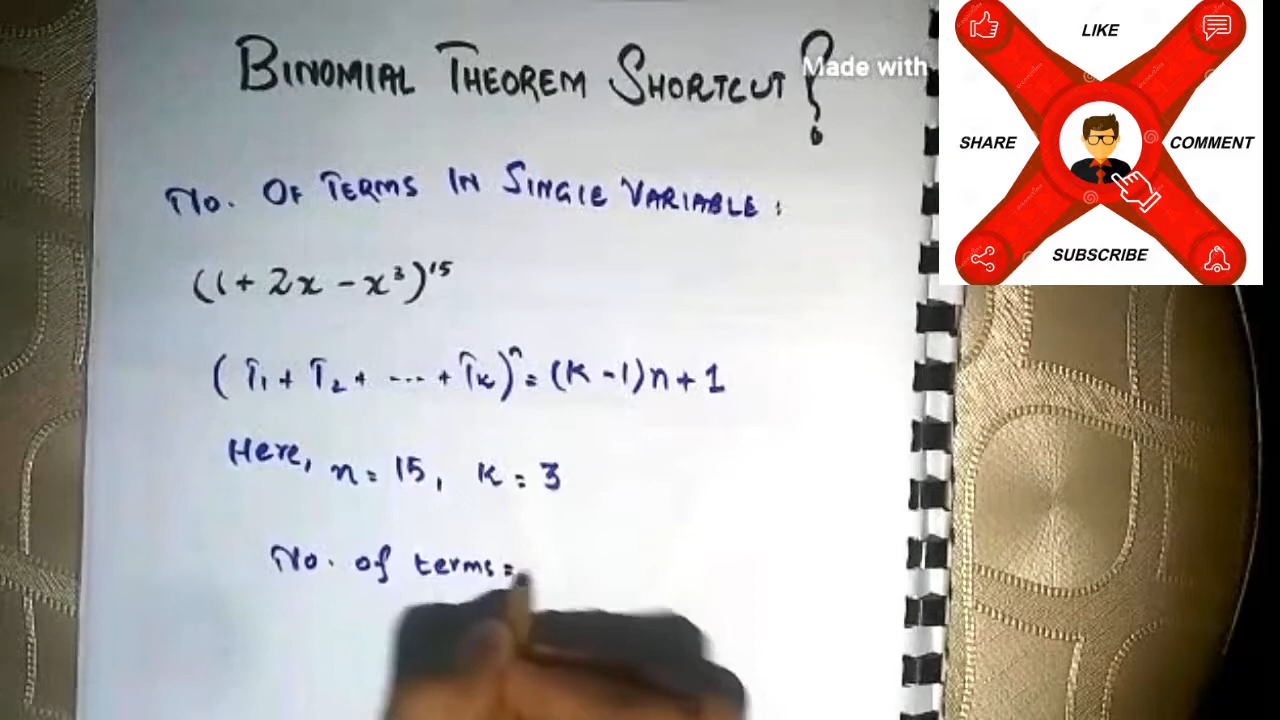 BINOMIAL THEOREM SHORTCUT?
Made with
No. OF TERMS IN SINGLE VARIABLE:
(1 + 2x - x³)¹⁵
(T₁ + T₂ + ... + Tₖ)ⁿ = (K - 1)n + 1
Here, n = 15, K = 3
No. of terms =
LIKE
SHARE
COMMENT
SUBSCRIBE